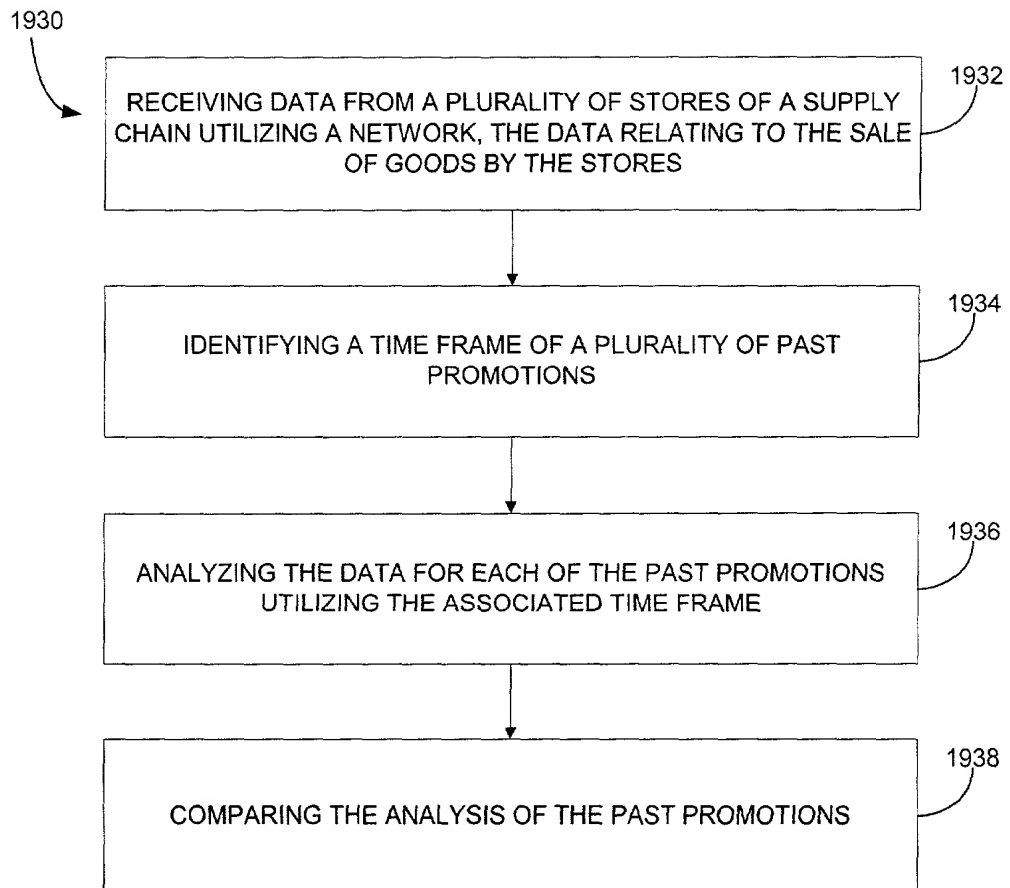 1930
1932
RECEIVING DATA FROM A PLURALITY OF STORES OF A SUPPLY
CHAIN UTILIZING A NETWORK, THE DATA RELATING TO THE SALE
OF GOODS BY THE STORES
1934
IDENTIFYING A TIME FRAME OF A PLURALITY OF PAST
PROMOTIONS
1936
ANALYZING THE DATA FOR EACH OF THE PAST PROMOTIONS
UTILIZING THE ASSOCIATED TIME FRAME
1938
COMPARING THE ANALYSIS OF THE PAST PROMOTIONS